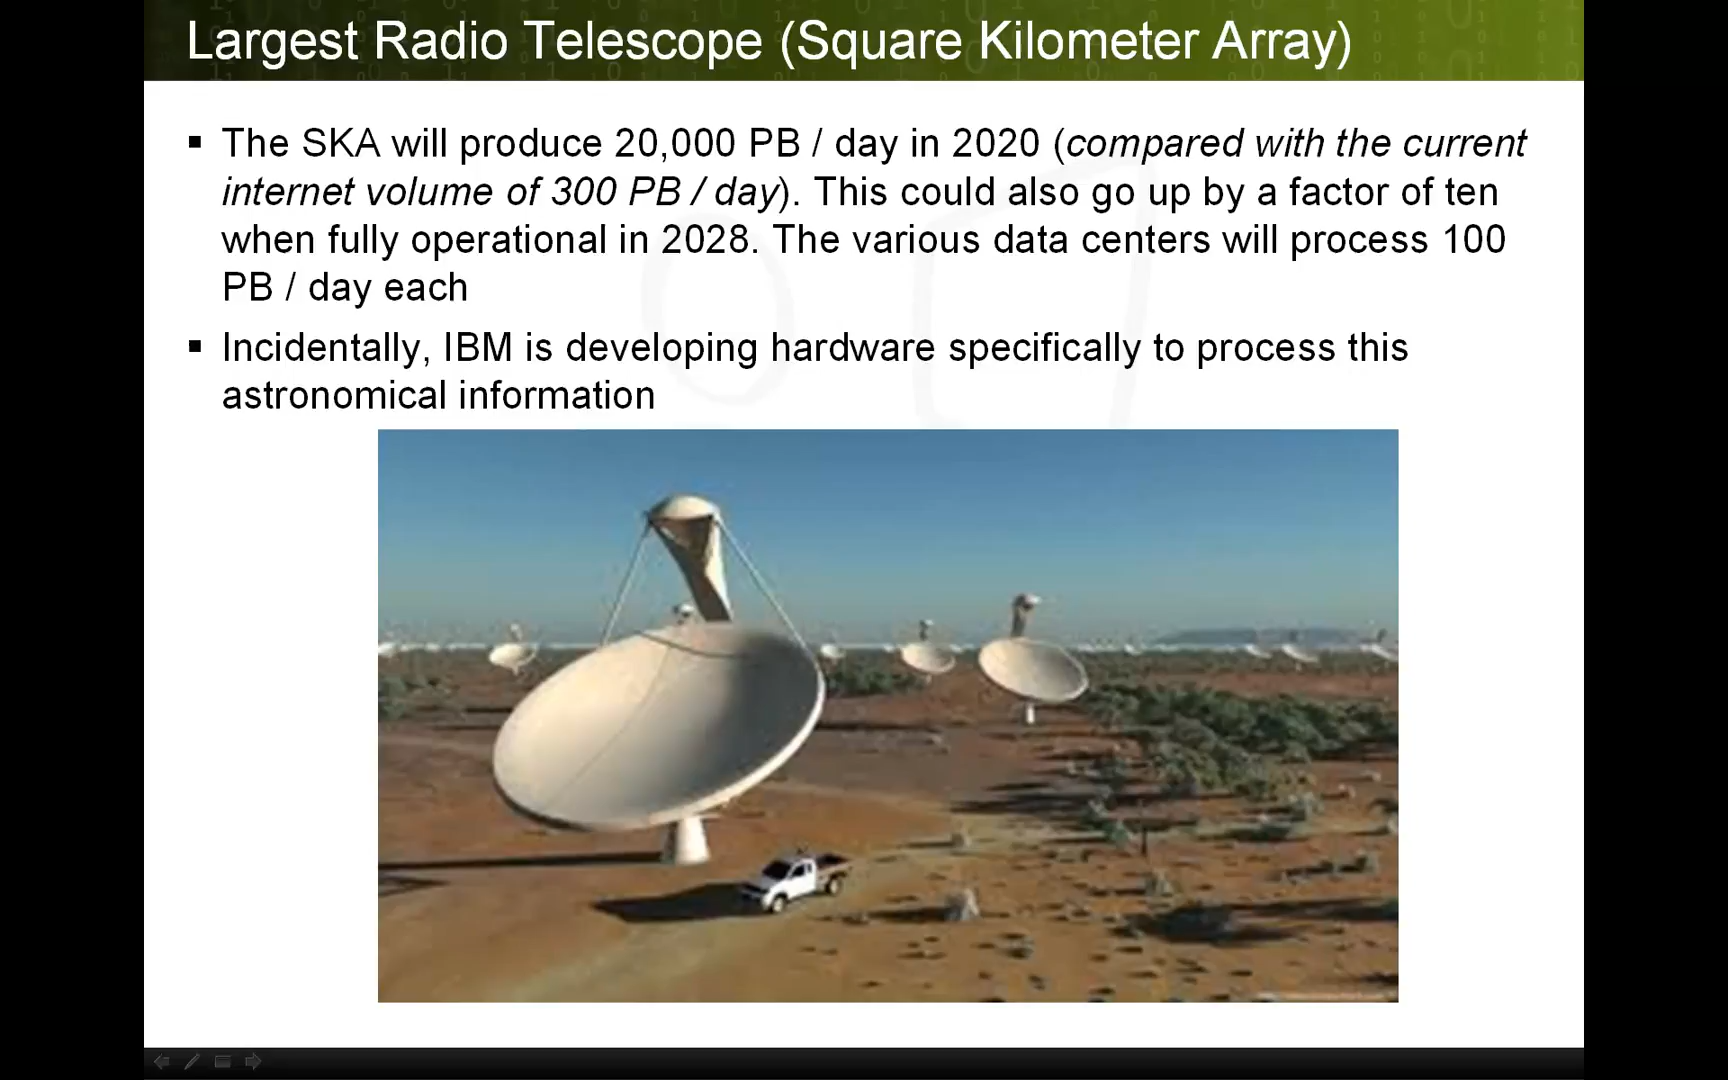 Largest Radio Telescope (Square Kilometer Array)
▪ The SKA will produce 20,000 PB / day in 2020 (compared with the current
internet volume of 300 PB / day). This could also go up by a factor of ten
when fully operational in 2028. The various data centers will process 100
PB / day each
▪ Incidentally, IBM is developing hardware specifically to process this
astronomical information